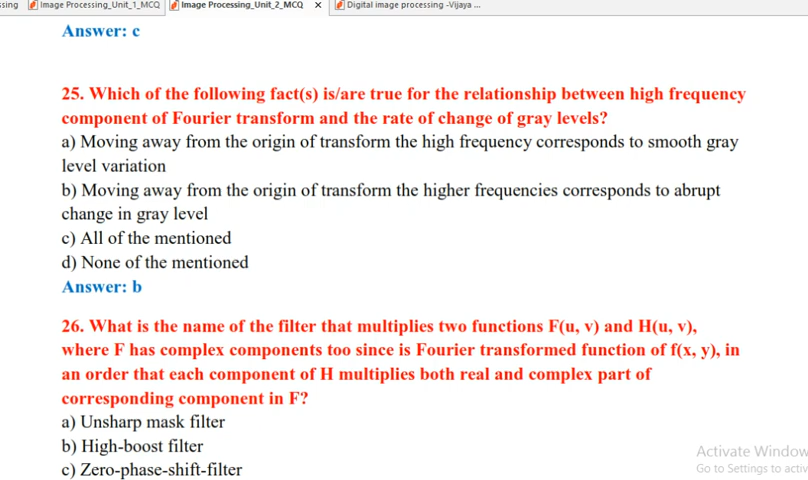 ssing Image Processing_Unit_1_MCQ Image Processing_Unit_2_MCQ × Digital image processing -Vijaya ...
Answer: c
25. Which of the following fact(s) is/are true for the relationship between high frequency
component of Fourier transform and the rate of change of gray levels?
a) Moving away from the origin of transform the high frequency corresponds to smooth gray
level variation
b) Moving away from the origin of transform the higher frequencies corresponds to abrupt
change in gray level
c) All of the mentioned
d) None of the mentioned
Answer: b
26. What is the name of the filter that multiplies two functions F(u, v) and H(u, v),
where F has complex components too since is Fourier transformed function of f(x, y), in
an order that each component of H multiplies both real and complex part of
corresponding component in F?
a) Unsharp mask filter
b) High-boost filter
Activate Window
c) Zero-phase-shift-filter
Go to Settings to activ